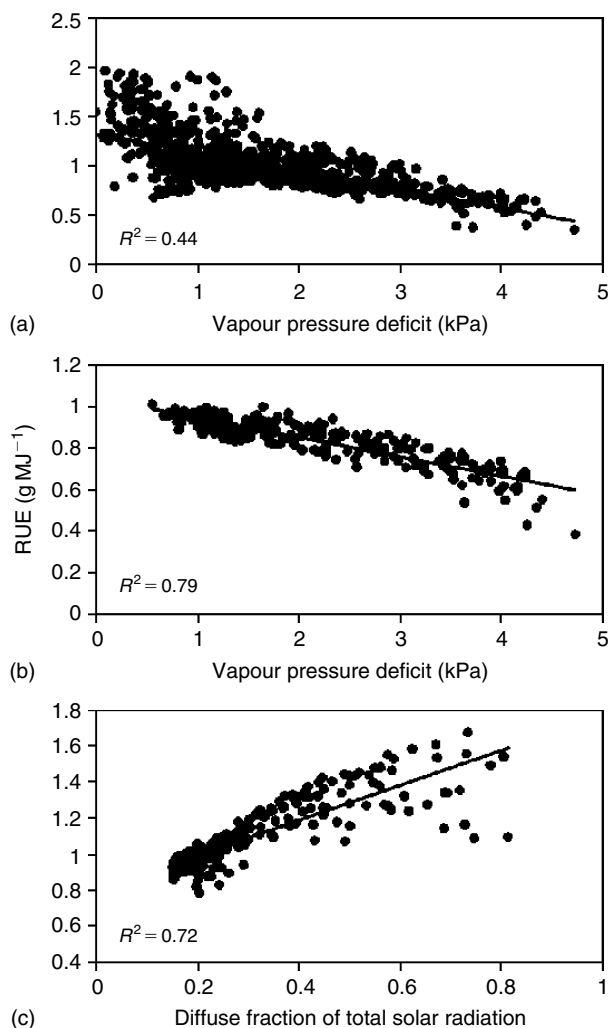 2.5
2
1.5
1
0.5
0
R² = 0.44
0 1 2 3 4 5
(a) Vapour pressure deficit (kPa)
1.2
1
0.8
0.6
0.4
0.2
0
RUE (g MJ⁻¹)
R² = 0.79
0 1 2 3 4 5
(b) Vapour pressure deficit (kPa)
1.8
1.6
1.4
1.2
1
0.8
0.6
0.4
R² = 0.72
0 0.2 0.4 0.6 0.8 1
(c) Diffuse fraction of total solar radiation